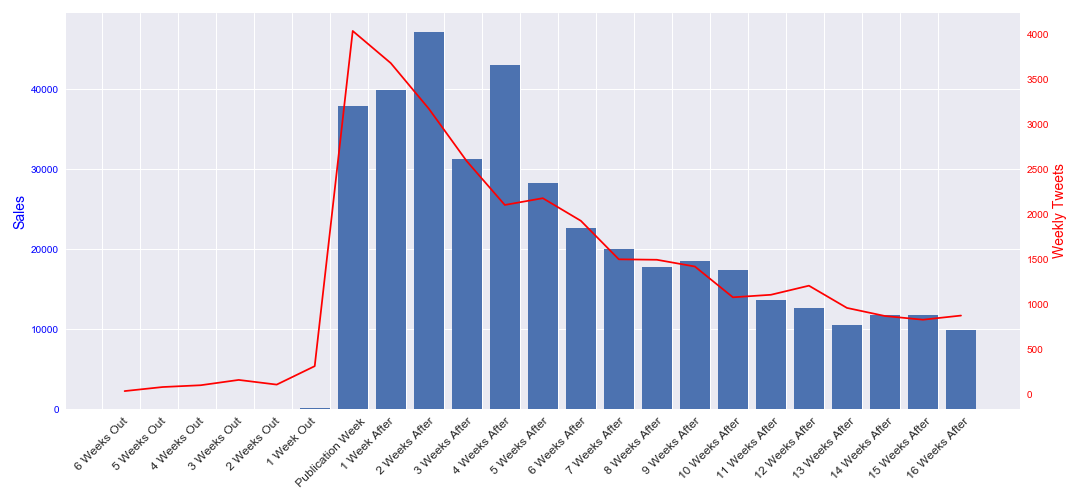 Sales
40000
30000
20000
10000
0
4000
3500
3000
2500
2000
1500
1000
500
0
Weekly Tweets
6 Weeks Out
5 Weeks Out
4 Weeks Out
3 Weeks Out
2 Weeks Out
1 Week Out
Publication Week
1 Week After
2 Weeks After
3 Weeks After
4 Weeks After
5 Weeks After
6 Weeks After
7 Weeks After
8 Weeks After
9 Weeks After
10 Weeks After
11 Weeks After
12 Weeks After
13 Weeks After
14 Weeks After
15 Weeks After
16 Weeks After